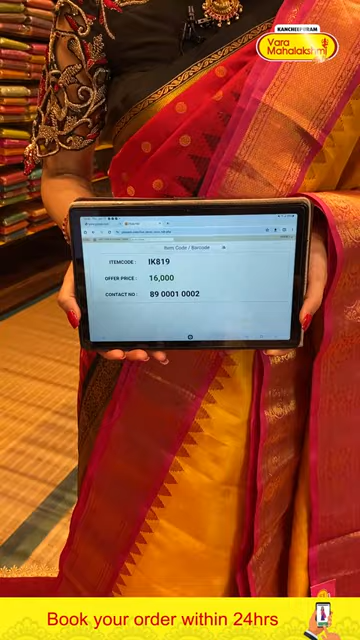 KANCHEEPURAM
Vara
Mahalakshmi
Item Code / Barcode
ITEMCODE : IK819
OFFER PRICE : 16,000
CONTACT NO : 89 0001 0002
Book your order within 24hrs